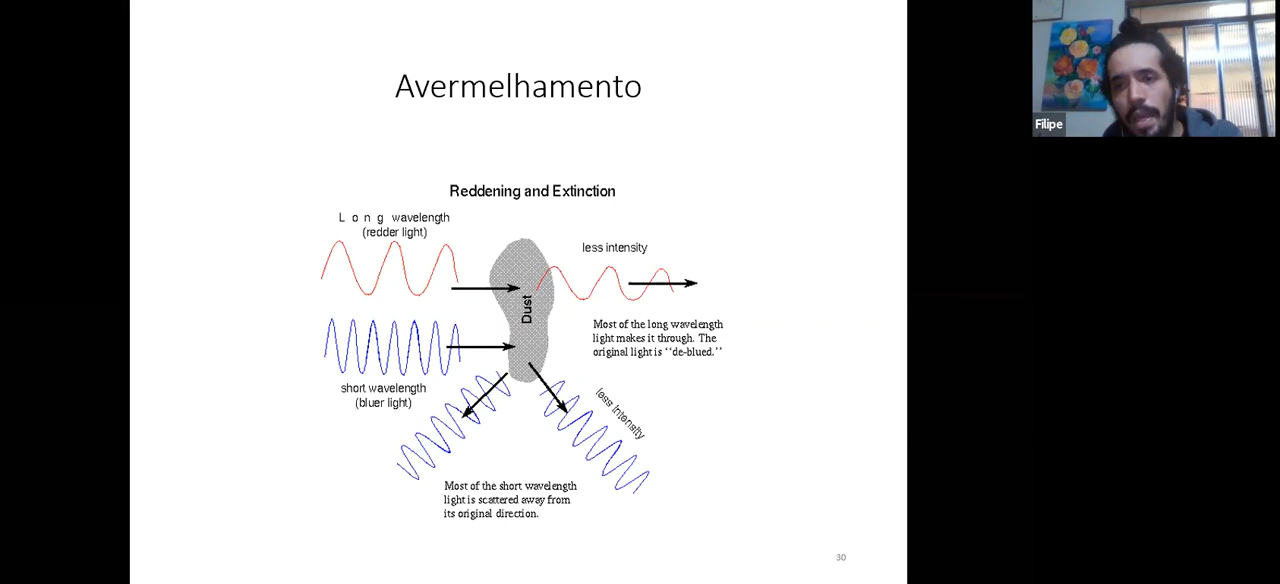 Avermelhamento
Filipe
Reddening and Extinction
L o n g wavelength
(redder light)
less intensity
Dust
Most of the long wavelength
light makes it through. The
original light is ‘‘de-blued.’’
short wavelength
(bluer light)
less intensity
Most of the short wavelength
light is scattered away from
its original direction.
30